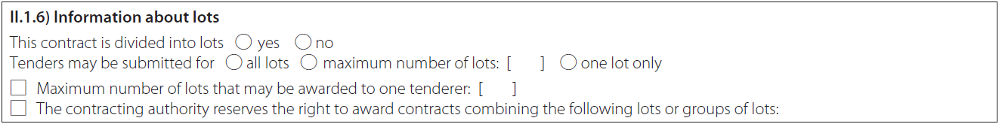 II.1.6) Information about lots
This contract is divided into lots ◯ yes ◯ no
Tenders may be submitted for ◯ all lots ◯ maximum number of lots: [ ] ◯ one lot only
☐ Maximum number of lots that may be awarded to one tenderer: [ ]
☐ The contracting authority reserves the right to award contracts combining the following lots or groups of lots: